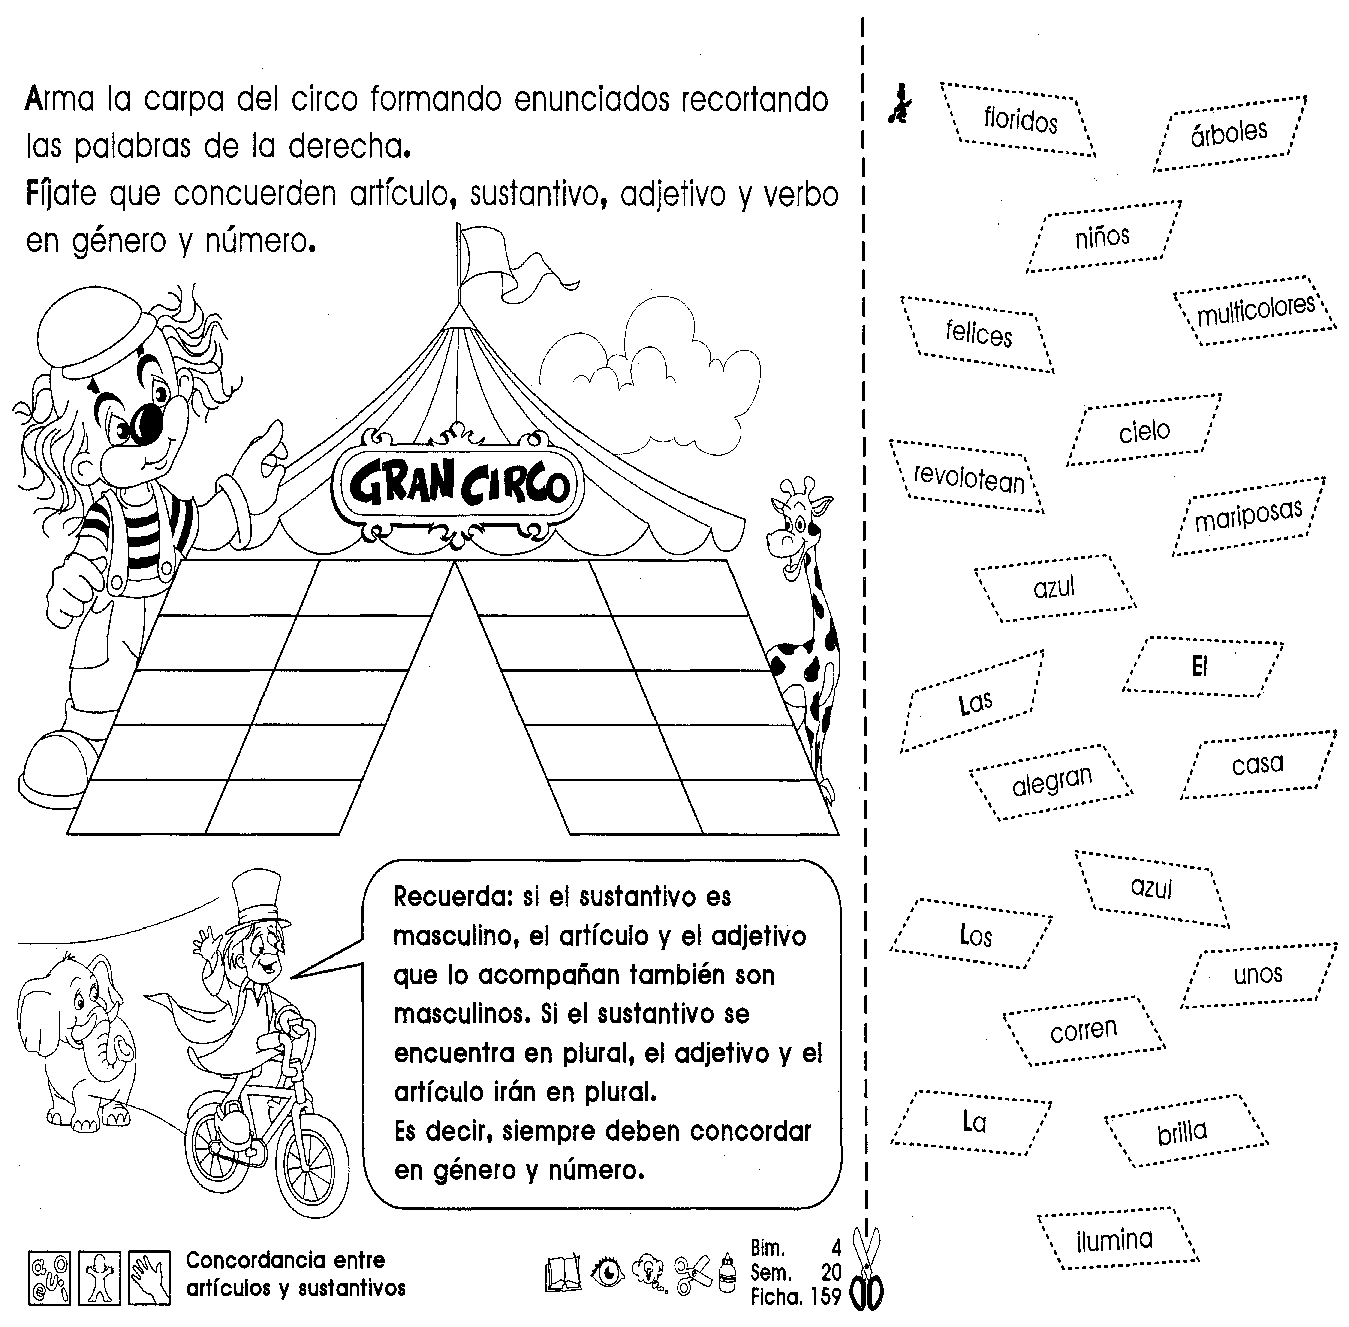 Arma la carpa del circo formando enunciados recortando
las palabras de la derecha.
Fíjate que concuerden artículo, sustantivo, adjetivo y verbo
en género y número.
GRAN CIRCO
Recuerda: si el sustantivo es
masculino, el artículo y el adjetivo
que lo acompañan también son
masculinos. Si el sustantivo se
encuentra en plural, el adjetivo y el
artículo irán en plural.
Es decir, siempre deben concordar
en género y número.
Concordancia entre
artículos y sustantivos
Bim. 4
Sem. 20
Ficha. 159
floridos
árboles
niños
multicolores
felices
cielo
revolotean
mariposas
azul
El
Las
casa
alegran
azul
Los
unos
corren
La
brilla
ilumina